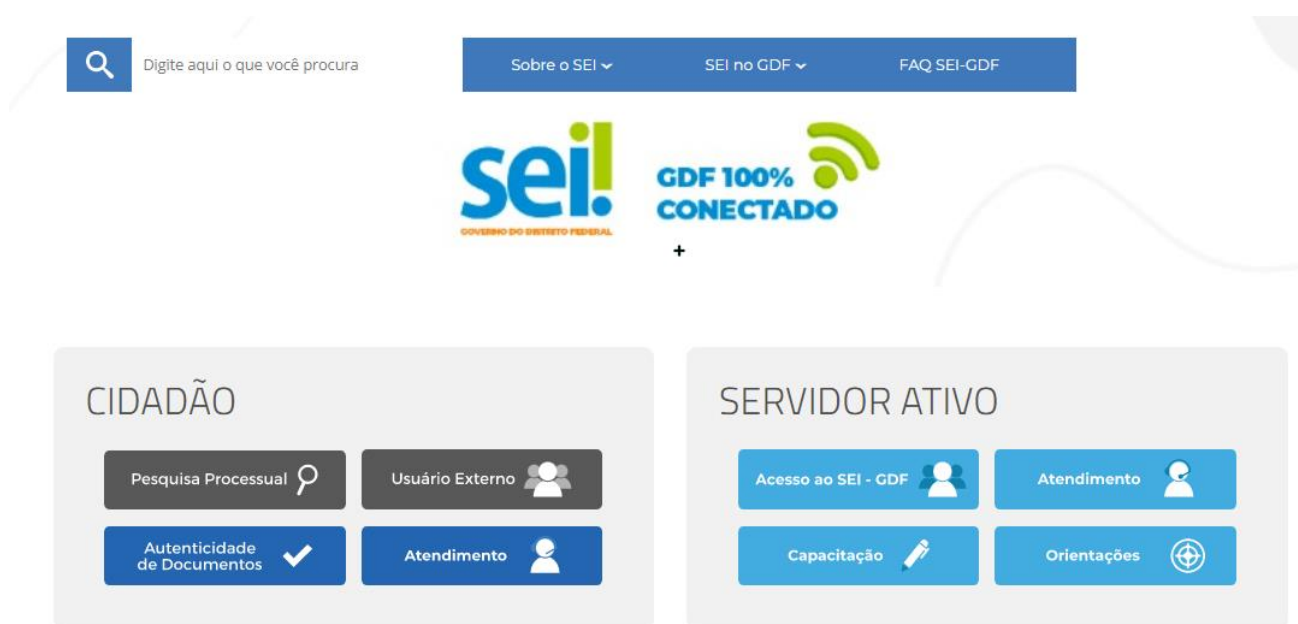 Digite aqui o que você procura
Sobre o SEI
SEI no GDF
FAQ SEI-GDF
sei!
GOVERNO DO DISTRITO FEDERAL
GDF 100%
CONECTADO
+
CIDADÃO
Pesquisa Processual
Usuário Externo
Autenticidade
de Documentos
Atendimento
SERVIDOR ATIVO
Acesso ao SEI - GDF
Atendimento
Capacitação
Orientações